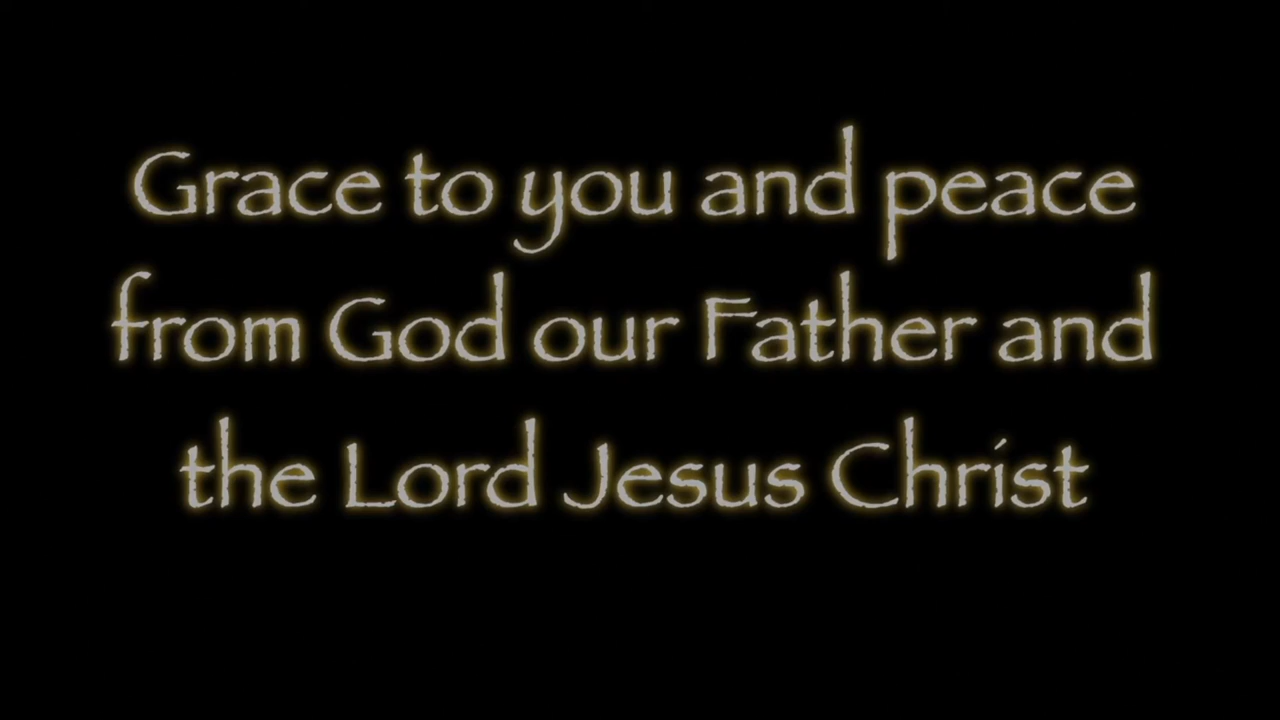 Grace to you and peace
from God our Father and
the Lord Jesus Christ